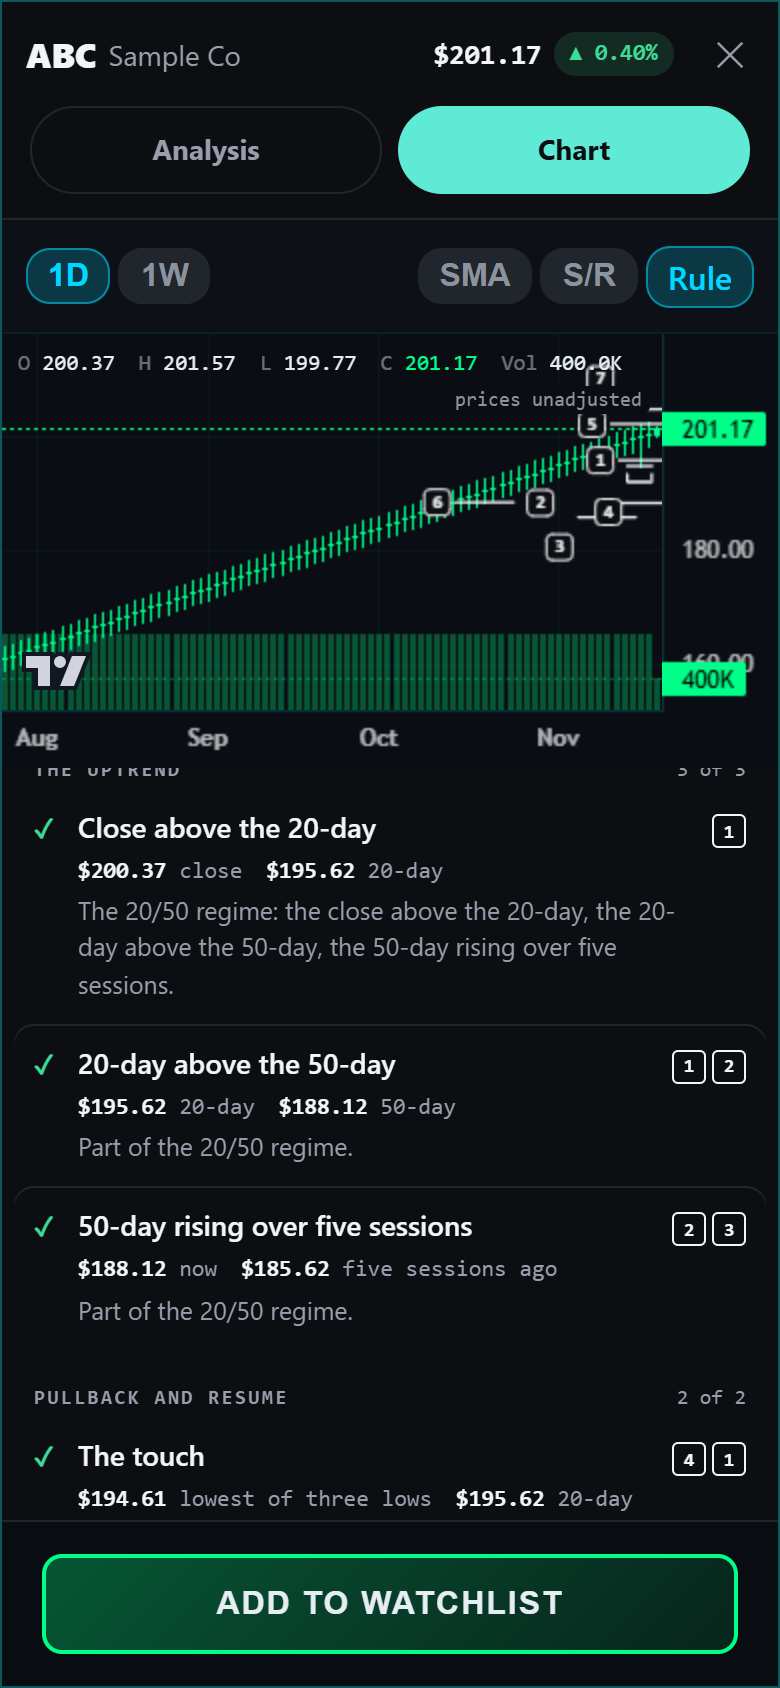 ABC Sample Co $201.17 ▲ 0.40%
Analysis Chart
1D 1W SMA S/R Rule
O 200.37 H 201.57 L 199.77 C 201.17 Vol 400.0K
7
prices unadjusted
5
201.17
1
6 2 4
3
180.00
160.00
400K
Aug Sep Oct Nov
THE UPTREND 3 of 3
✓ Close above the 20-day 1
$200.37 close $195.62 20-day
The 20/50 regime: the close above the 20-day, the 20-
day above the 50-day, the 50-day rising over five
sessions.
✓ 20-day above the 50-day 1 2
$195.62 20-day $188.12 50-day
Part of the 20/50 regime.
✓ 50-day rising over five sessions 2 3
$188.12 now $185.62 five sessions ago
Part of the 20/50 regime.
PULLBACK AND RESUME 2 of 2
✓ The touch 4 1
$194.61 lowest of three lows $195.62 20-day
ADD TO WATCHLIST